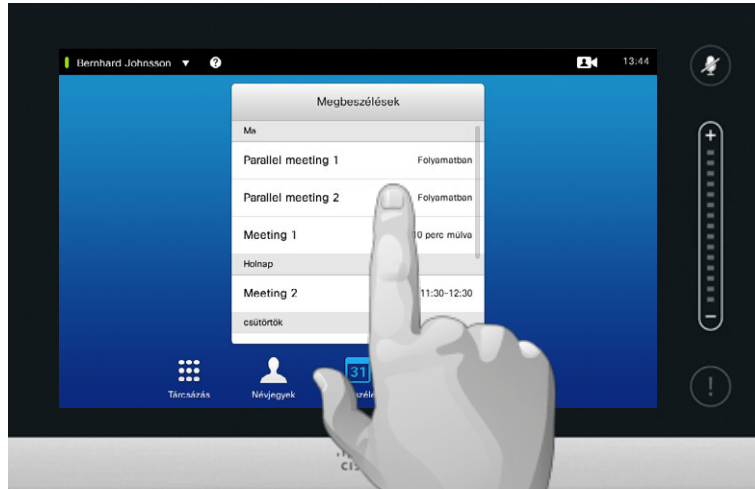 Bernhard Johnsson ▼ ?
13:44
Megbeszélések
Ma
Parallel meeting 1 Folyamatban
Parallel meeting 2 Folyamatban
Meeting 1 10 perc múlva
Holnap
Meeting 2 11:30-12:30
csütörtök
31
Tárcsázás Névjegyek